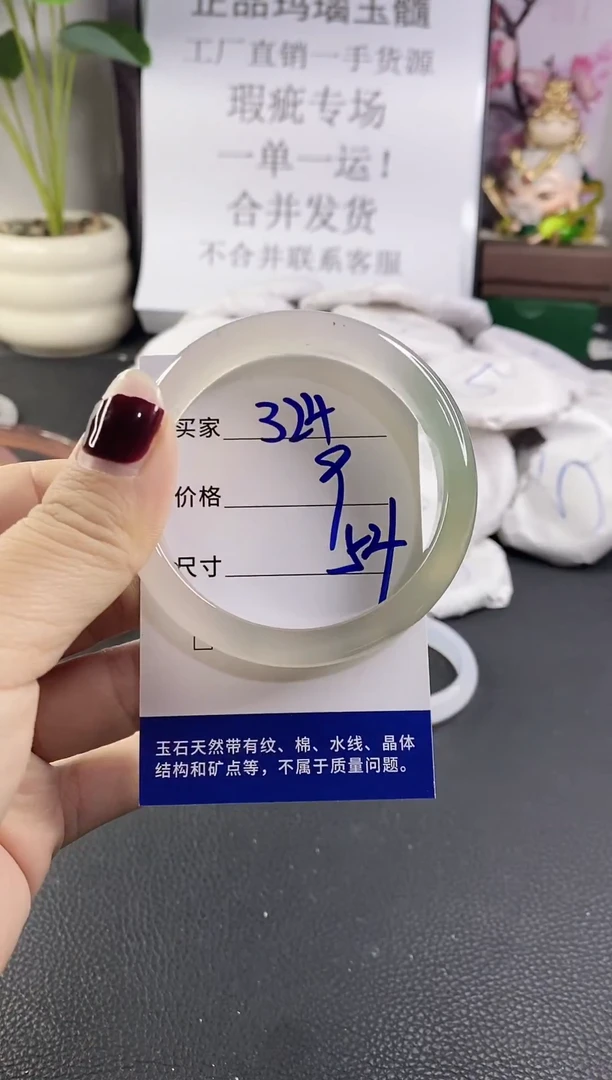 正品玛瑙玉髓
工厂直销一手货源
瑕疵专场
一单一运！
合并发货
不合并联系客服
买家 324
价格 9
尺寸 54
玉石天然带有纹、棉、水线、晶体
结构和矿点等，不属于质量问题。